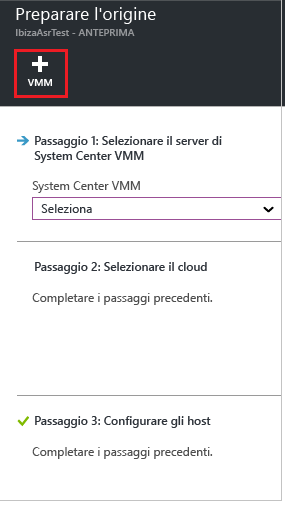 Preparare l'origine
IbizaAsrTest - ANTEPRIMA
VMM
Passaggio 1: Selezionare il server di
System Center VMM
System Center VMM
Seleziona
Passaggio 2: Selezionare il cloud
Completare i passaggi precedenti.
Passaggio 3: Configurare gli host
Completare i passaggi precedenti.